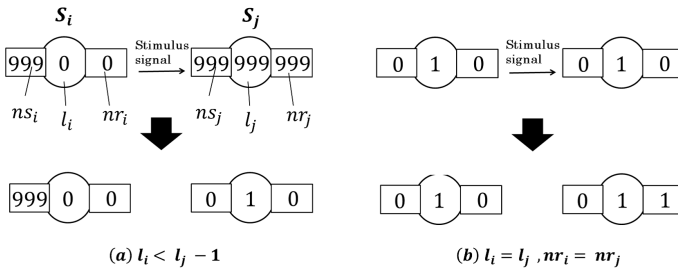 S_i S_j
999 0 0 Stimulus signal 999 999 999 0 1 0 Stimulus signal 0 1 0
ns_i l_i nr_i ns_j l_j nr_j
999 0 0 0 1 0 0 1 0 0 1 1
(a) l_i < l_j − 1 (b) l_i = l_j , nr_i = nr_j